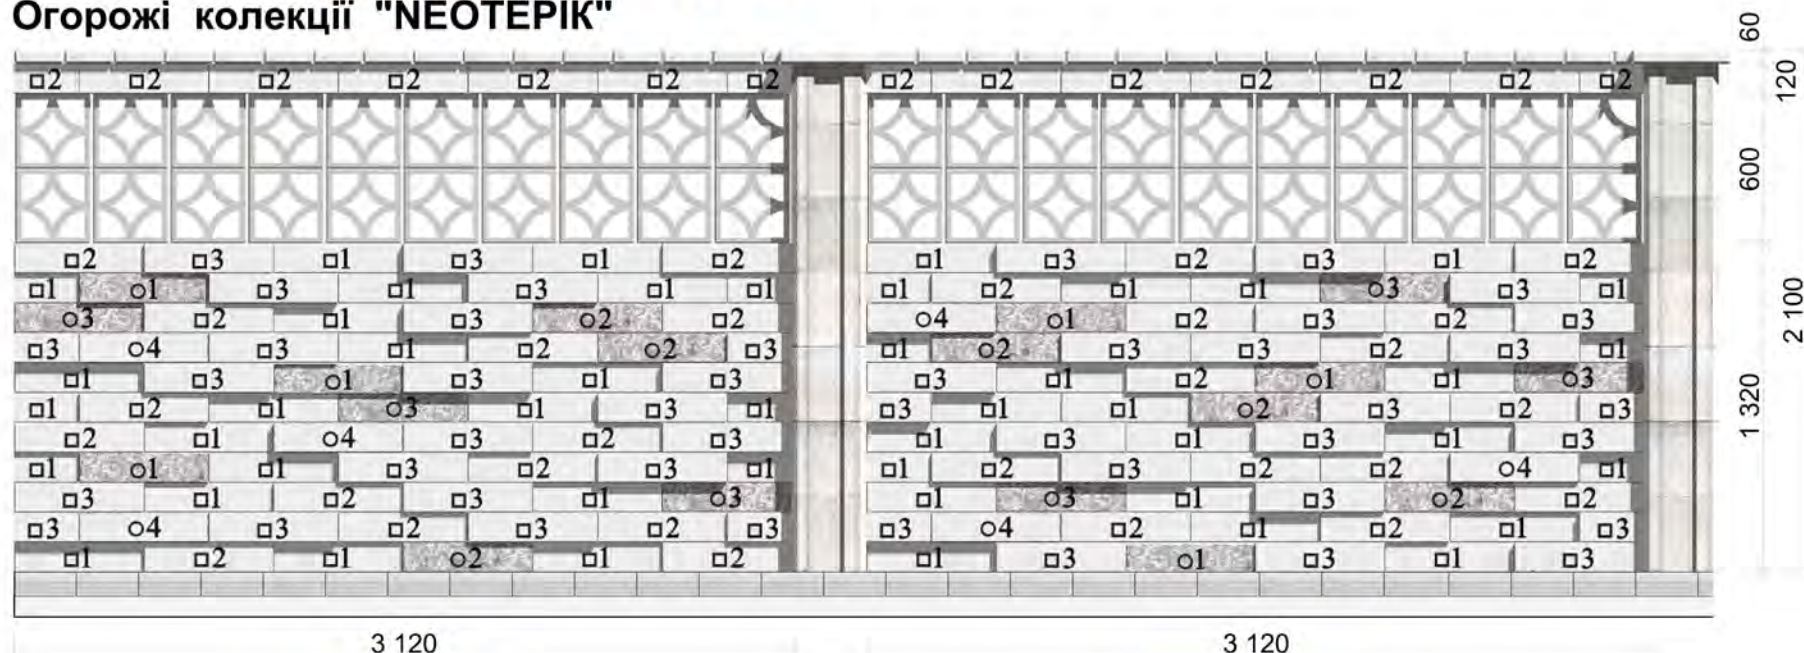 Огорожі колекції "NEOТЕРІК"
60
□2 □2 □2 □2 □2 □2 □2 □2 □2 □2 □2 □2 □2 □2
120
600
□2 □3 □1 □3 □1 □2 □1 □3 □2 □3 □1 □2
□1 ○1 □3 □1 □3 □1 □1 □1 □2 □1 □1 ○3 □3 □1
2 100
○3 □2 □1 □3 ○2 □2 ○4 ○1 □2 □3 □2 □3
□3 ○4 □3 □1 □2 ○2 □3 □1 ○2 □3 □3 □2 □3 □1
□1 □3 ○1 □3 □1 □3 □3 □1 □2 ○1 □1 ○3
1 320
□1 □2 □1 ○3 □1 □3 □1 □3 □1 □1 ○2 □3 □2 □3
□2 □1 ○4 □3 □2 □3 □1 □3 □1 □3 □1 □3
□1 ○1 □1 □3 □2 □3 □1 □1 □2 □3 □2 □2 ○4 □1
□3 □1 □2 □3 □1 ○3 □1 ○3 □1 □3 ○2 □2
□3 ○4 □3 □2 □3 □2 □3 □3 ○4 □2 □1 □2 □1 □3
□1 □2 □1 ○2 □1 □2 □1 □3 ○1 □3 □1 □3
3 120 3 120